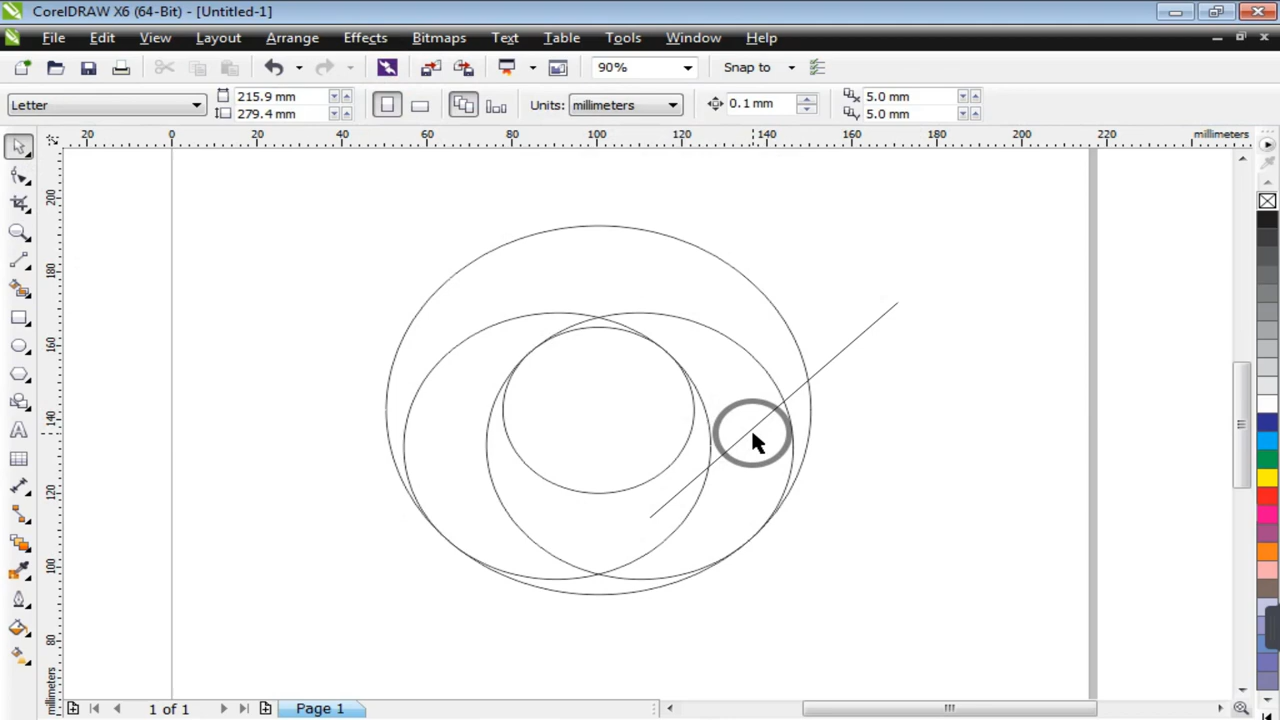 CorelDRAW X6 (64-Bit) - [Untitled-1]
File Edit View Layout Arrange Effects Bitmaps Text Table Tools Window Help
90% Snap to
Letter 215.9 mm 279.4 mm Units: millimeters 0.1 mm 5.0 mm 5.0 mm
20 0 20 40 60 80 100 120 140 160 180 200 220 millimeters
200
180
160
140
120
100
80
millimeters
A
1 of 1 Page 1